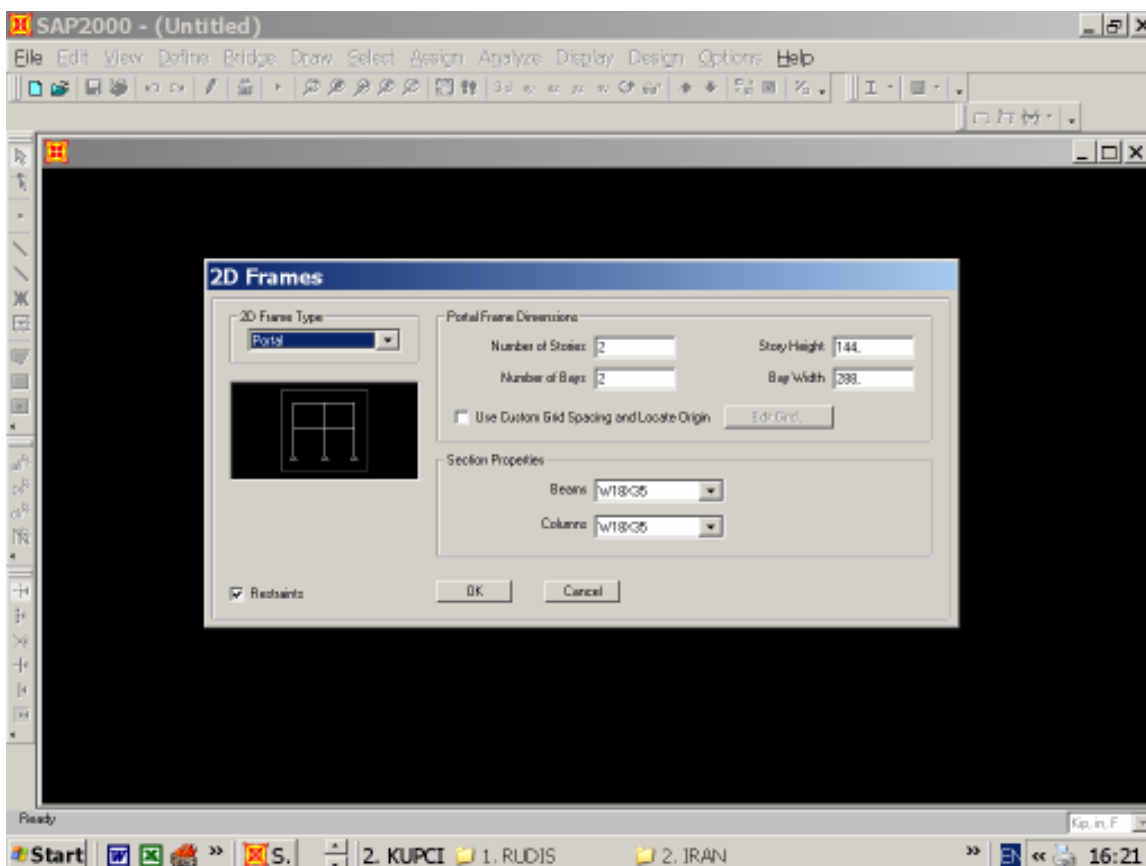 SAP2000 - (Untitled)
File Edit View Define Bridge Draw Select Assign Analyze Display Design Options Help
2D Frames
2D Frame Type
Portal
Portal Frame Dimensions
Number of Stories 2
Story Height 144.
Number of Bays 2
Bay Width 288.
Use Custom Grid Spacing and Locate Origin
Edit Grid...
Section Properties
Beams W18X35
Columns W18X35
Restraints
OK
Cancel
Ready
Kip, in, F
Start
S.
2. KUPCI
1. RUDIS
2. IRAN
EN
16:21